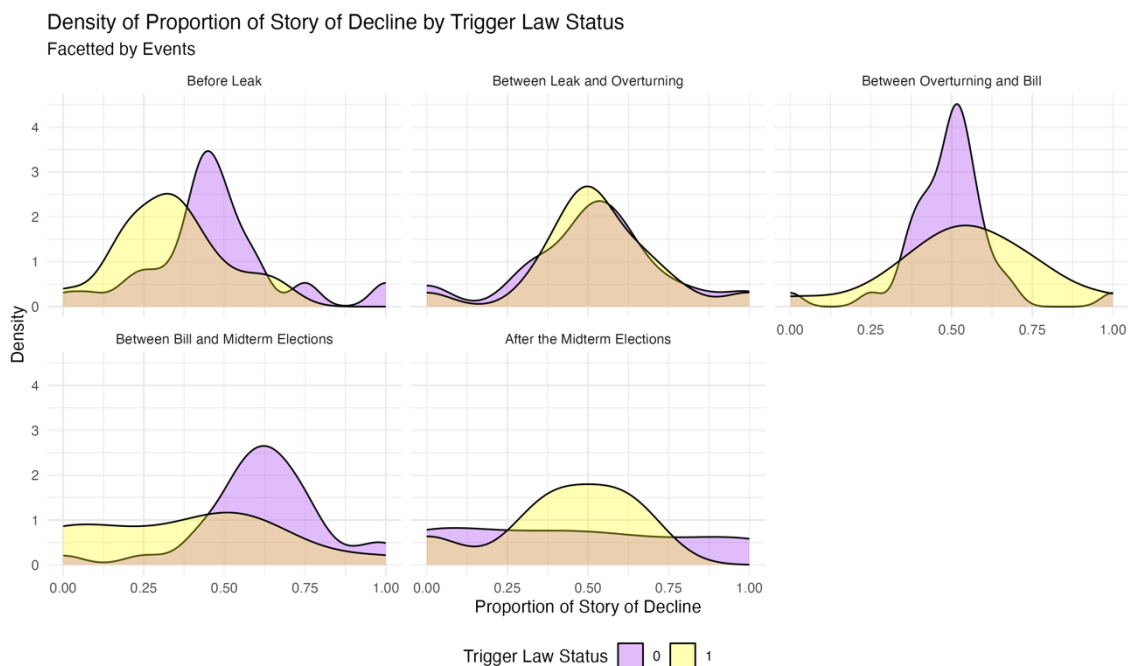 Density of Proportion of Story of Decline by Trigger Law Status
Facetted by Events
Before Leak
Between Leak and Overturning
Between Overturning and Bill
4
3
2
1
0
0.00 0.25 0.50 0.75 1.00
Density
Between Bill and Midterm Elections
After the Midterm Elections
4
3
2
1
0
0.00 0.25 0.50 0.75 1.00
0.00 0.25 0.50 0.75 1.00
Proportion of Story of Decline
Trigger Law Status 0 1